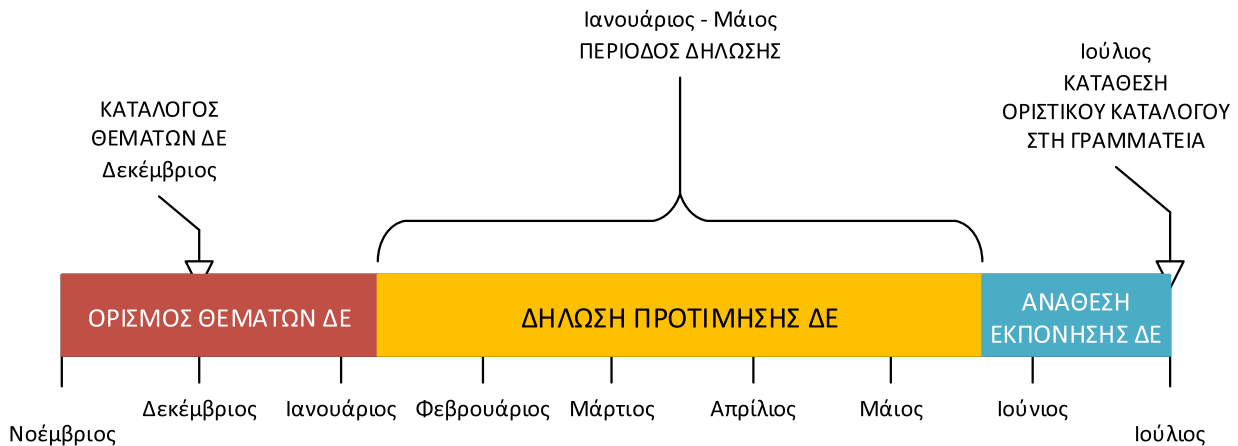 Ιανουάριος - Μάιος
ΠΕΡΙΟΔΟΣ ΔΗΛΩΣΗΣ
Ιούλιος
ΚΑΤΑΘΕΣΗ
ΟΡΙΣΤΙΚΟΥ ΚΑΤΑΛΟΓΟΥ
ΣΤΗ ΓΡΑΜΜΑΤΕΙΑ
ΚΑΤΑΛΟΓΟΣ
ΘΕΜΑΤΩΝ ΔΕ
Δεκέμβριος
ΟΡΙΣΜΟΣ ΘΕΜΑΤΩΝ ΔΕ
ΔΗΛΩΣΗ ΠΡΟΤΙΜΗΣΗΣ ΔΕ
ΑΝΑΘΕΣΗ
ΕΚΠΟΝΗΣΗΣ ΔΕ
Νοέμβριος
Δεκέμβριος
Ιανουάριος
Φεβρουάριος
Μάρτιος
Απρίλιος
Μάιος
Ιούνιος
Ιούλιος